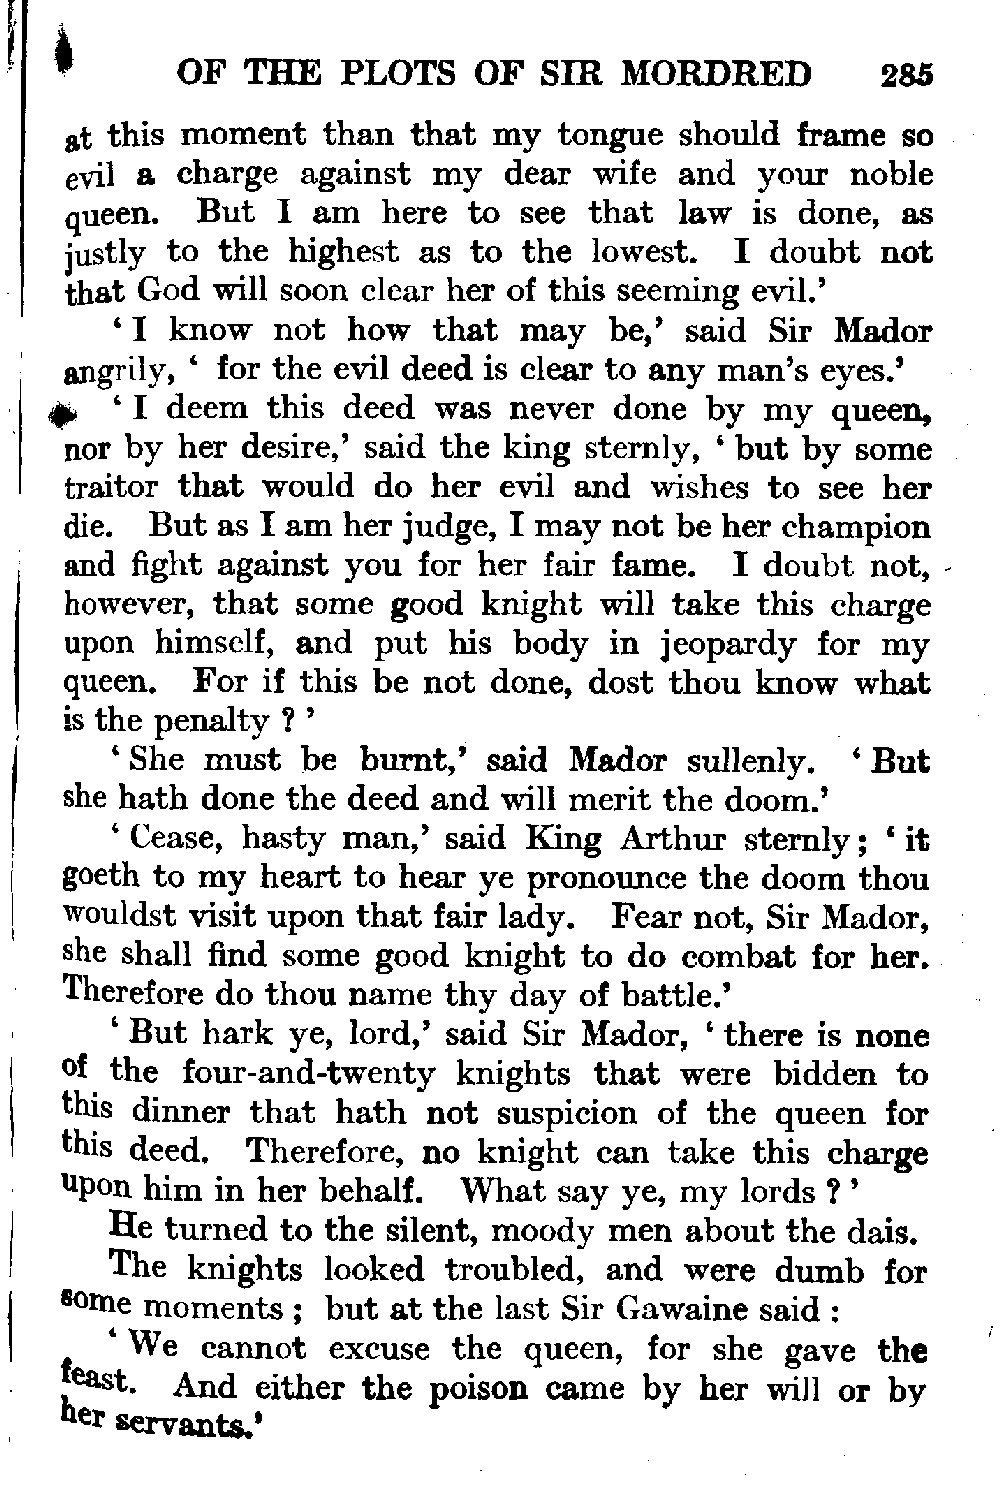 OF THE PLOTS OF SIR MORDRED 285
at this moment than that my tongue should frame so
evil a charge against my dear wife and your noble
queen. But I am here to see that law is done, as
justly to the highest as to the lowest. I doubt not
that God will soon clear her of this seeming evil.’
‘ I know not how that may be,’ said Sir Mador
angrily, ‘ for the evil deed is clear to any man’s eyes.’
‘ I deem this deed was never done by my queen,
nor by her desire,’ said the king sternly, ‘ but by some
traitor that would do her evil and wishes to see her
die. But as I am her judge, I may not be her champion
and fight against you for her fair fame. I doubt not,
however, that some good knight will take this charge
upon himself, and put his body in jeopardy for my
queen. For if this be not done, dost thou know what
is the penalty ? ’
‘ She must be burnt,’ said Mador sullenly. ‘ But
she hath done the deed and will merit the doom.’
‘ Cease, hasty man,’ said King Arthur sternly ; ‘ it
goeth to my heart to hear ye pronounce the doom thou
wouldst visit upon that fair lady. Fear not, Sir Mador,
she shall find some good knight to do combat for her.
Therefore do thou name thy day of battle.’
‘ But hark ye, lord,’ said Sir Mador, ‘ there is none
of the four-and-twenty knights that were bidden to
this dinner that hath not suspicion of the queen for
this deed. Therefore, no knight can take this charge
upon him in her behalf. What say ye, my lords ? ’
He turned to the silent, moody men about the dais.
The knights looked troubled, and were dumb for
some moments ; but at the last Sir Gawaine said :
‘ We cannot excuse the queen, for she gave the
feast. And either the poison came by her will or by
her servants.’